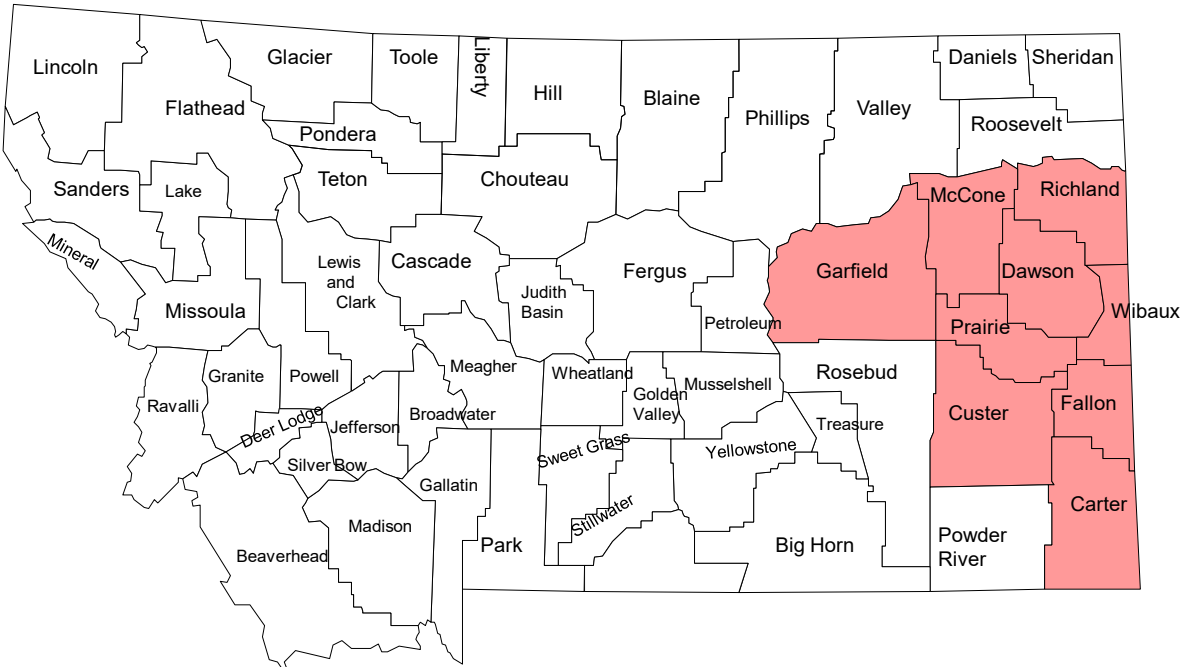 Lincoln
Flathead
Glacier
Toole
Liberty
Hill
Blaine
Phillips
Valley
Daniels
Sheridan
Roosevelt
Pondera
Sanders
Lake
Teton
Chouteau
McCone
Richland
Mineral
Missoula
Lewis
and
Clark
Cascade
Judith
Basin
Fergus
Petroleum
Garfield
Dawson
Wibaux
Prairie
Ravalli
Granite
Powell
Meagher
Broadwater
Wheatland
Golden
Valley
Musselshell
Rosebud
Treasure
Custer
Fallon
Deer Lodge
Jefferson
Silver Bow
Gallatin
Sweet Grass
Yellowstone
Stillwater
Beaverhead
Madison
Park
Big Horn
Powder
River
Carter